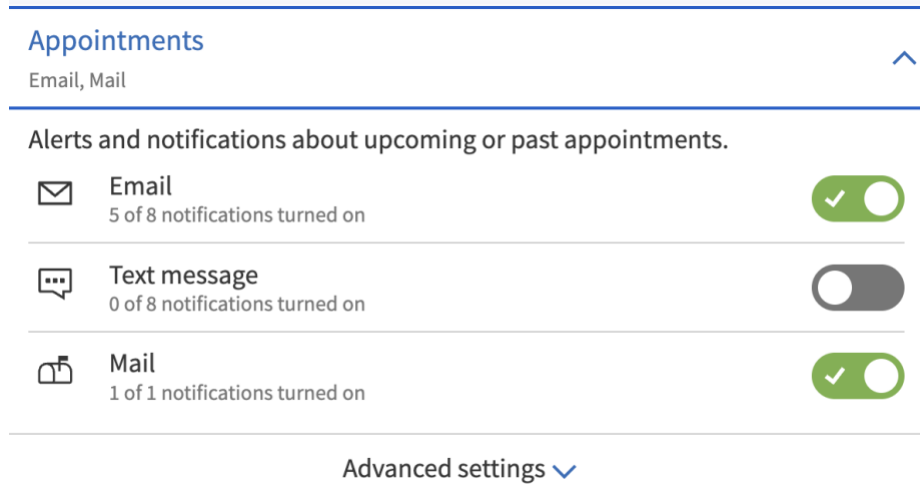 Appointments
Email, Mail
Alerts and notifications about upcoming or past appointments.
Email
5 of 8 notifications turned on
Text message
0 of 8 notifications turned on
Mail
1 of 1 notifications turned on
Advanced settings